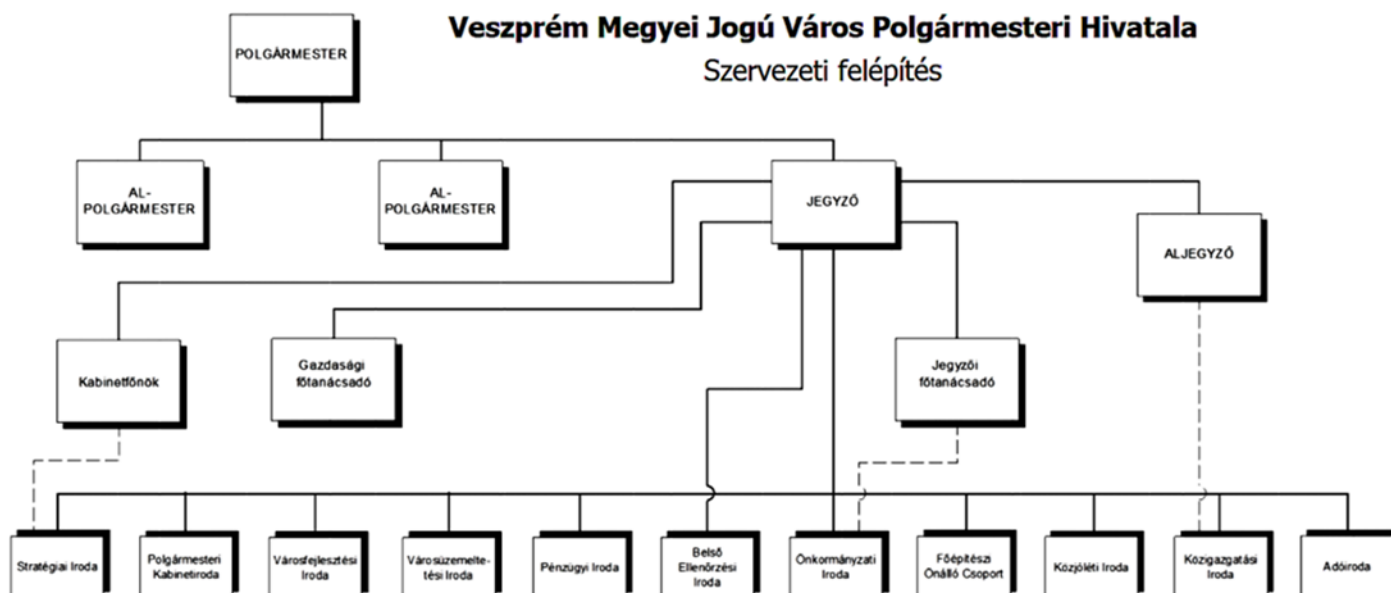 Veszprém Megyei Jogú Város Polgármesteri Hivatala
Szervezeti felépítés
POLGÁRMESTER
AL-
POLGÁRMESTER
AL-
POLGÁRMESTER
JEGYZŐ
ALJEGYZŐ
Kabinetfőnök
Gazdasági
főtanácsadó
Jegyzői
főtanácsadó
Stratégiai Iroda
Polgármesteri
Kabinetiroda
Városfejlesztési
Iroda
Városüzemelte-
tési Iroda
Pénzügyi Iroda
Belső
Ellenőrzési
Iroda
Önkormányzati
Iroda
Főépítészi
Önálló Csoport
Közjóléti Iroda
Közigazgatási
Iroda
Adóiroda